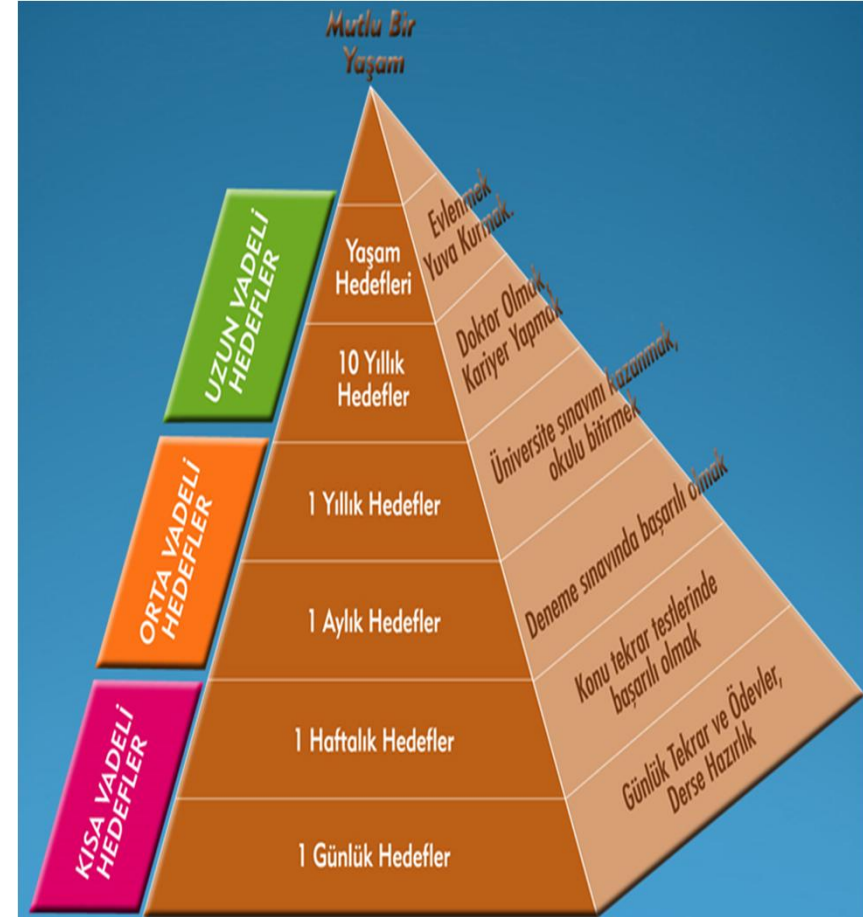 Mutlu Bir
Yaşam
UZUN VADELİ
HEDEFLER
Yaşam
Hedefleri
Evlenmek
Yuva Kurmak.
10 Yıllık
Hedefler
Doktor Olmak,
Kariyer Yapmak
ORTA VADELİ
HEDEFLER
1 Yıllık Hedefler
Üniversite sınavını kazanmak,
okulu bitirmek
1 Aylık Hedefler
Deneme sınavında başarılı olmak
KISA VADELİ
HEDEFLER
1 Haftalık Hedefler
Konu tekrar testlerinde
başarılı olmak
1 Günlük Hedefler
Günlük Tekrar ve Ödevler,
Derse Hazırlık